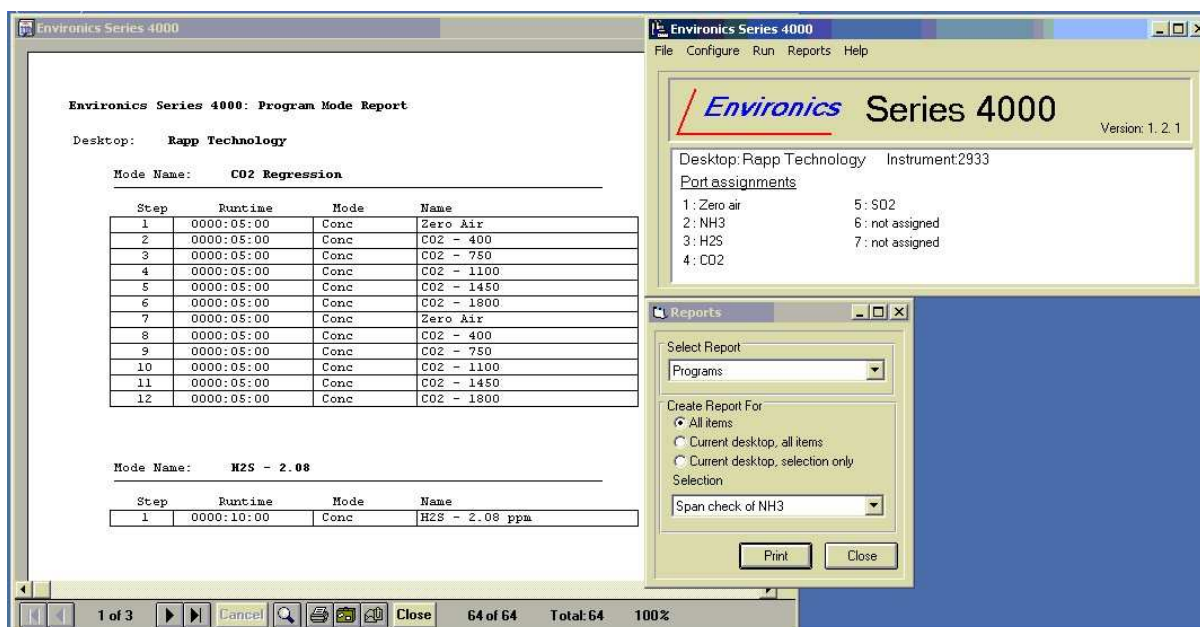 Environics Series 4000
Environics Series 4000: Program Mode Report
Desktop: Rapp Technology
Mode Name: CO2 Regression
Step Runtime Mode Name
1 0000:05:00 Conc Zero Air
2 0000:05:00 Conc CO2 - 400
3 0000:05:00 Conc CO2 - 750
4 0000:05:00 Conc CO2 - 1100
5 0000:05:00 Conc CO2 - 1450
6 0000:05:00 Conc CO2 - 1800
7 0000:05:00 Conc Zero Air
8 0000:05:00 Conc CO2 - 400
9 0000:05:00 Conc CO2 - 750
10 0000:05:00 Conc CO2 - 1100
11 0000:05:00 Conc CO2 - 1450
12 0000:05:00 Conc CO2 - 1800
Mode Name: H2S - 2.08
Step Runtime Mode Name
1 0000:10:00 Conc H2S - 2.08 ppm
1 of 3 Cancel Close 64 of 64 Total:64 100%
Environics Series 4000
File Configure Run Reports Help
Environics Series 4000
Version: 1. 2. 1
Desktop: Rapp Technology Instrument:2933
Port assignments
1 : Zero air 5 : SO2
2 : NH3 6 : not assigned
3 : H2S 7 : not assigned
4 : CO2
Reports
Select Report
Programs
Create Report For
All items
Current desktop, all items
Current desktop, selection only
Selection
Span check of NH3
Print Close